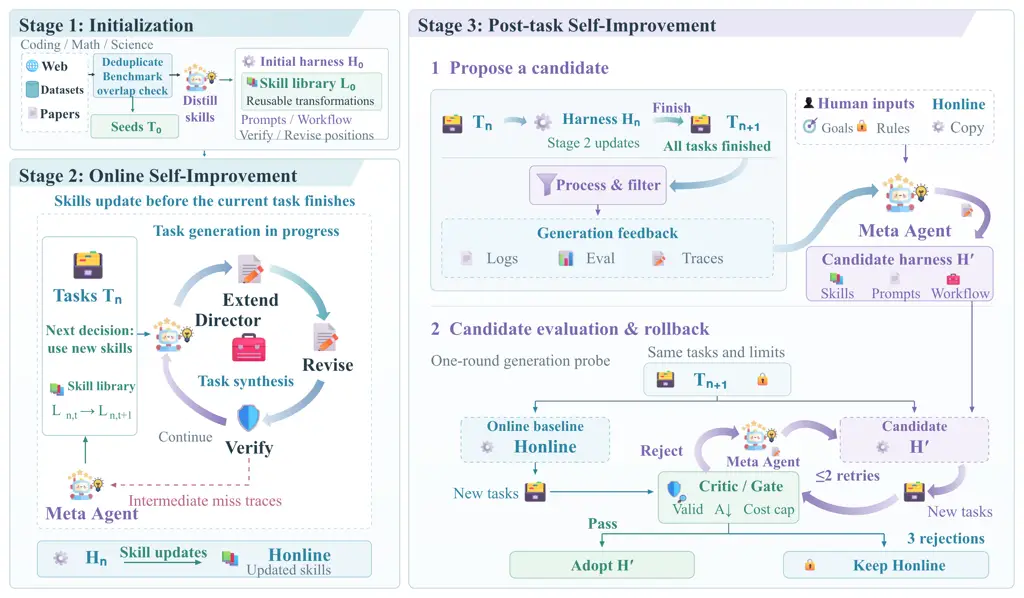 Stage 1: Initialization
Coding / Math / Science
Web
Datasets
Papers
Deduplicate
Benchmark
overlap check
Seeds T₀
Distill
skills
Initial harness H₀
Skill library L₀
Reusable transformations
Prompts / Workflow
Verify / Revise positions
Stage 2: Online Self-Improvement
Skills update before the current task finishes
Task generation in progress
Tasks Tₙ
Next decision:
use new skills
Skill library
L n,t → L n,t+1
Extend
Director
Revise
Task synthesis
Continue
Verify
Intermediate miss traces
Meta Agent
Hₙ
Skill updates
Honline
Updated skills
Stage 3: Post-task Self-Improvement
1 Propose a candidate
Tₙ
Harness Hₙ
Stage 2 updates
Finish
Tₙ₊₁
All tasks finished
Process & filter
Generation feedback
Logs
Eval
Traces
Human inputs
Honline
Goals
Rules
Copy
Meta Agent
Candidate harness H′
Skills
Prompts
Workflow
2 Candidate evaluation & rollback
One-round generation probe
Same tasks and limits
Tₙ₊₁
Online baseline
Honline
New tasks
Reject
Meta Agent
Candidate
H′
≤2 retries
New tasks
Critic / Gate
Valid A↓ Cost cap
Pass
3 rejections
Adopt H′
Keep Honline